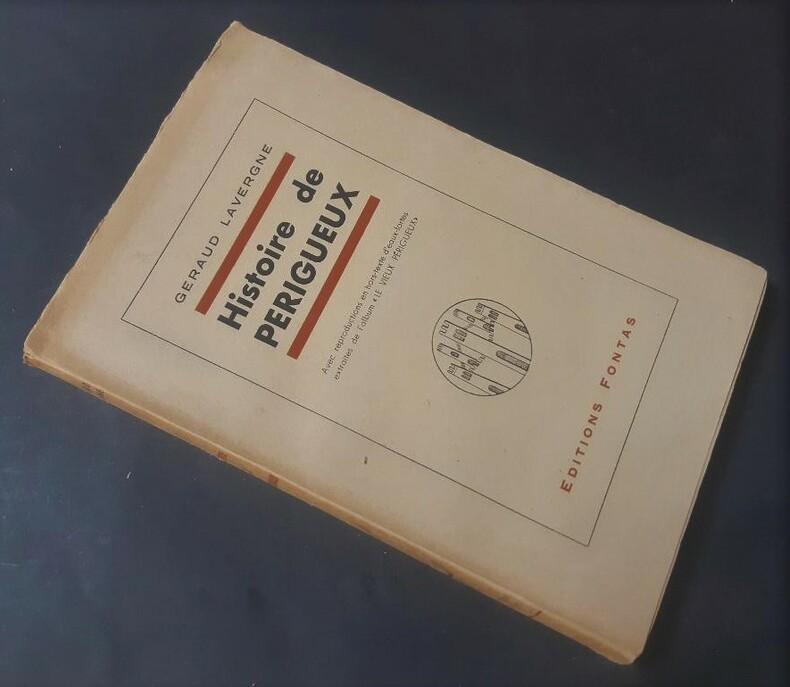 GERAUD LAVERGNE
Histoire de
PERIGUEUX
Avec reproductions en hors-texte d'eaux-fortes
extraites de l'album « LE VIEUX PÉRIGUEUX »
EDITIONS FONTAS